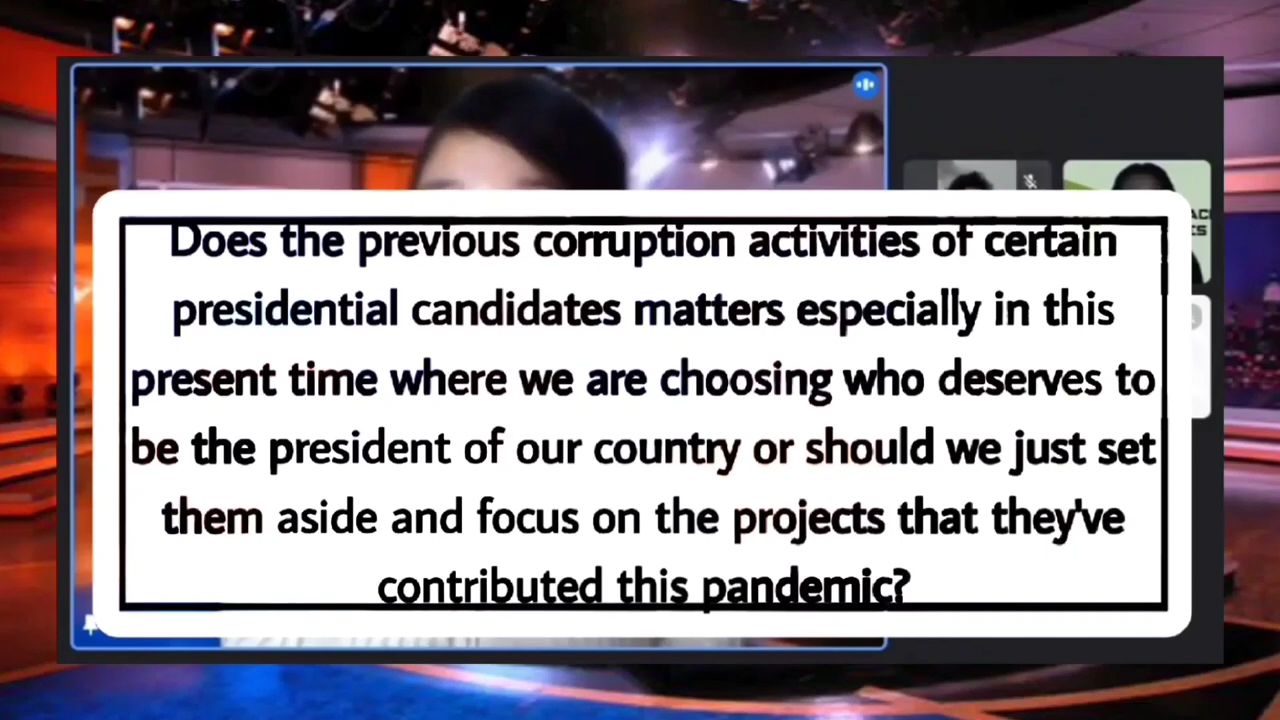 Does the previous corruption activities of certain
presidential candidates matters especially in this
present time where we are choosing who deserves to
be the president of our country or should we just set
them aside and focus on the projects that they've
contributed this pandemic?